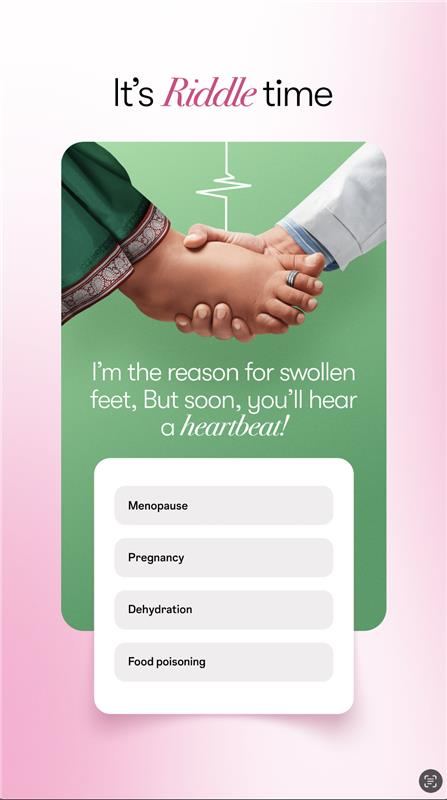 It's Riddle time
I'm the reason for swollen
feet, But soon, you'll hear
a heartbeat!
Menopause
Pregnancy
Dehydration
Food poisoning